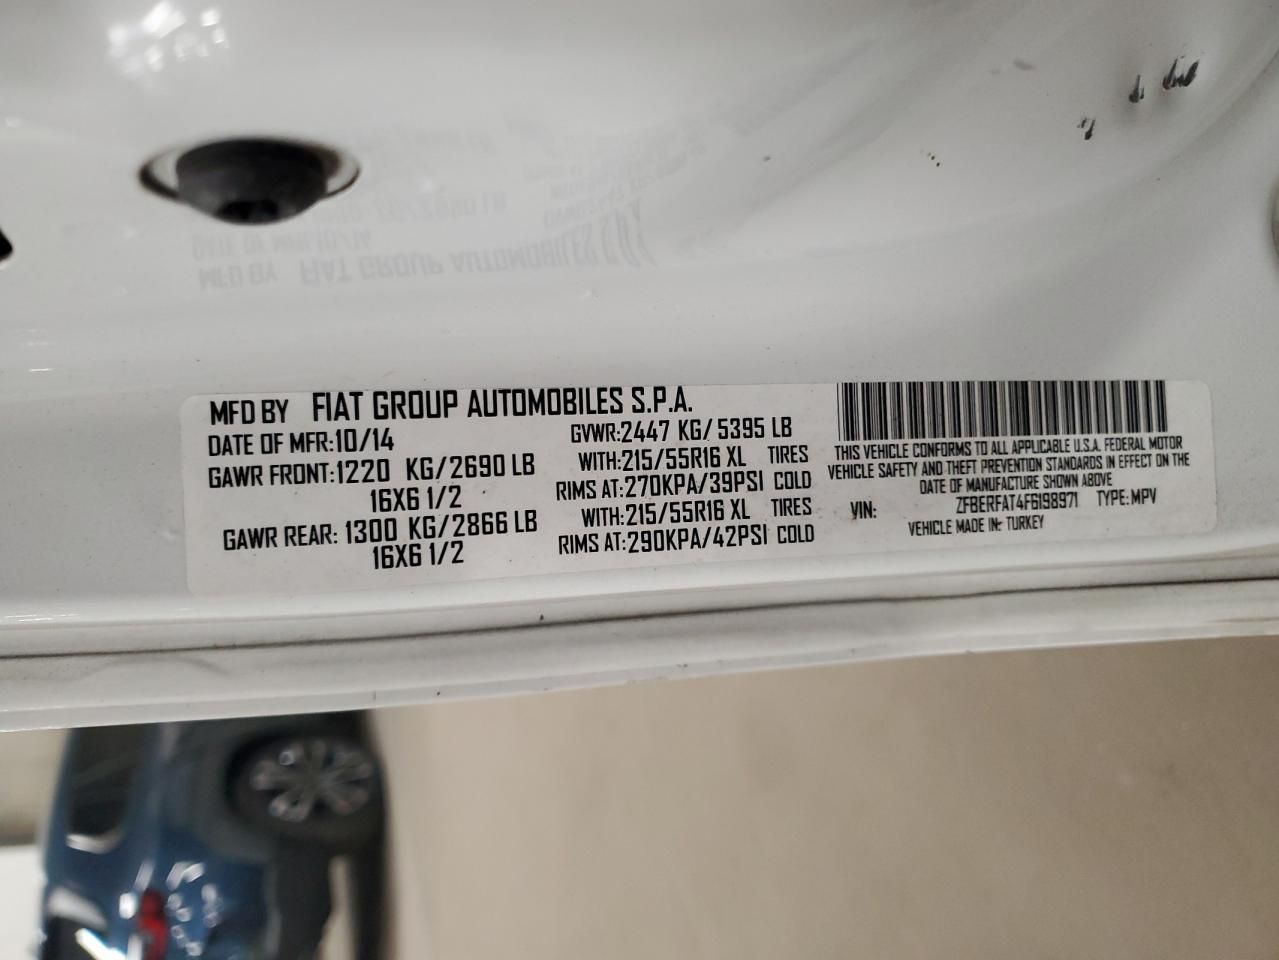 MFD BY FIAT GROUP AUTOMOBILES S.P.A.
DATE OF MFR:10/14
GVWR:2447 KG/5395 LB
GAWR FRONT:1220 KG/2690 LB
WITH:215/55R16 XL TIRES
16X6 1/2
RIMS AT:270KPA/39PSI COLD
GAWR REAR: 1300 KG/2866 LB
WITH:215/55R16 XL TIRES
16X6 1/2
RIMS AT:290KPA/42PSI COLD
THIS VEHICLE CONFORMS TO ALL APPLICABLE U.S.A. FEDERAL MOTOR
VEHICLE SAFETY AND THEFT PREVENTION STANDARDS IN EFFECT ON THE
DATE OF MANUFACTURE SHOWN ABOVE
VIN: ZFBERFAT4F6198971 TYPE:MPV
VEHICLE MADE IN: TURKEY